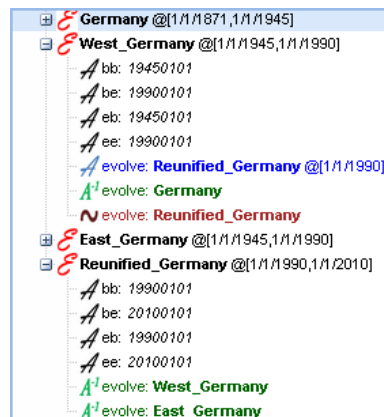 Ɛ Germany @[1/1/1871,1/1/1945]
Ɛ West_Germany @[1/1/1945,1/1/1990]
A bb: 19450101
A be: 19900101
A eb: 19450101
A ee: 19900101
A evolve: Reunified_Germany @[1/1/1990]
A⁻¹ evolve: Germany
evolve: Reunified_Germany
Ɛ East_Germany @[1/1/1945,1/1/1990]
Ɛ Reunified_Germany @[1/1/1990,1/1/2010]
A bb: 19900101
A be: 20100101
A eb: 19900101
A ee: 20100101
A⁻¹ evolve: West_Germany
A⁻¹ evolve: East_Germany